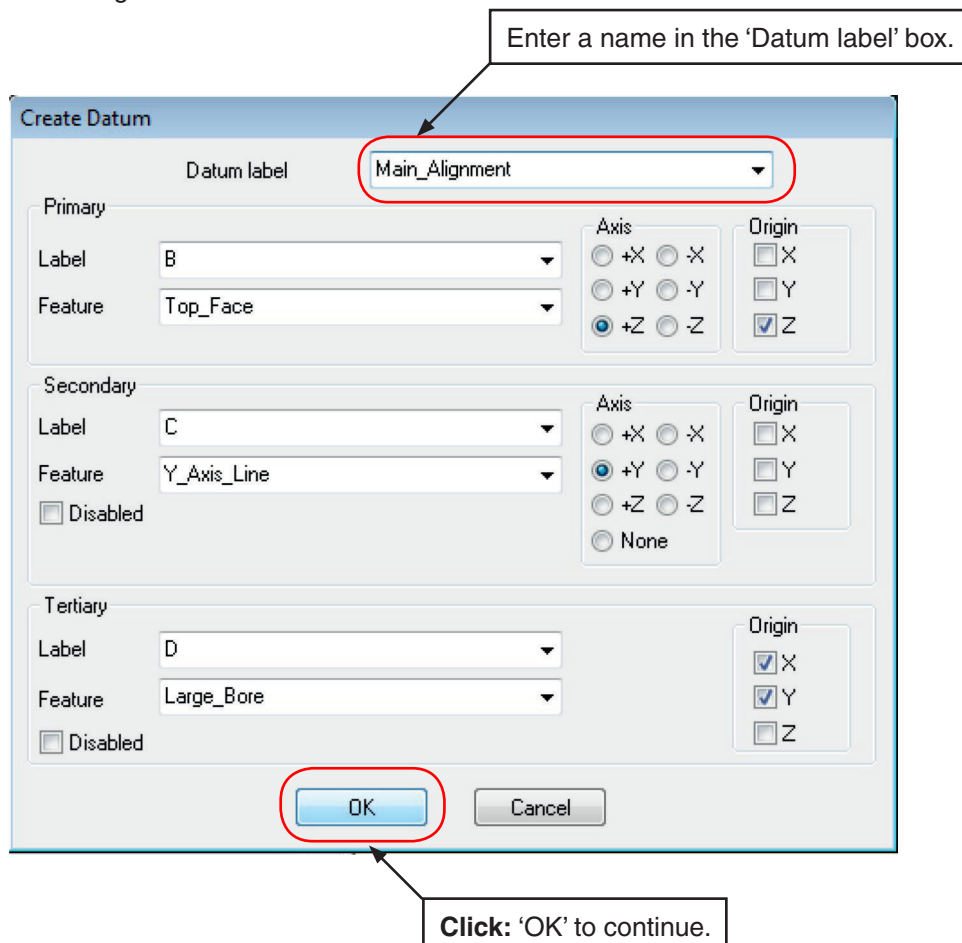 Enter a name in the ‘Datum label’ box.
Create Datum
Datum label Main_Alignment
Primary
Label B
Feature Top_Face
Axis
+X -X
+Y -Y
+Z -Z
Origin
X
Y
Z
Secondary
Label C
Feature Y_Axis_Line
Disabled
Axis
+X -X
+Y -Y
+Z -Z
None
Origin
X
Y
Z
Tertiary
Label D
Feature Large_Bore
Disabled
Origin
X
Y
Z
OK Cancel
Click: ‘OK’ to continue.